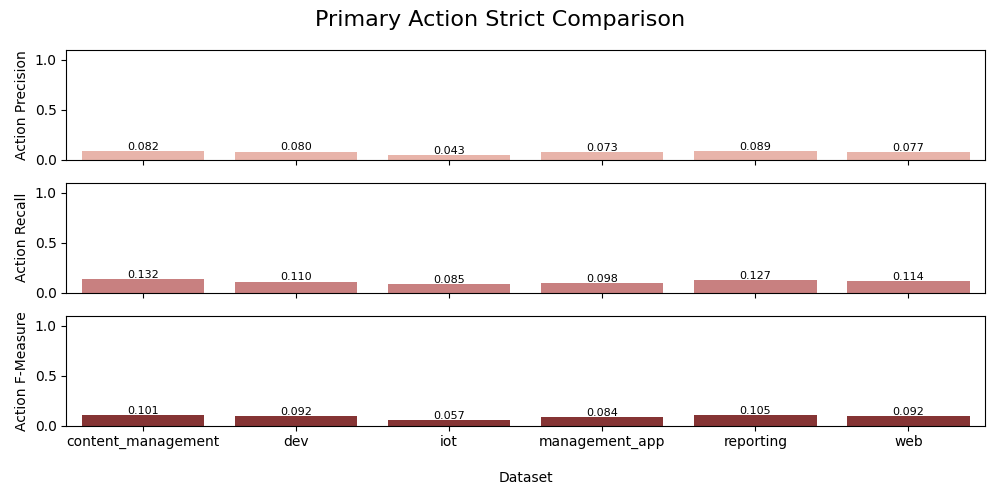 Primary Action Strict Comparison
Action Precision
1.0
0.5
0.0
0.082 0.080 0.043 0.073 0.089 0.077
Action Recall
1.0
0.5
0.0
0.132 0.110 0.085 0.098 0.127 0.114
Action F-Measure
1.0
0.5
0.0
0.101 0.092 0.057 0.084 0.105 0.092
content_management dev iot management_app reporting web
Dataset